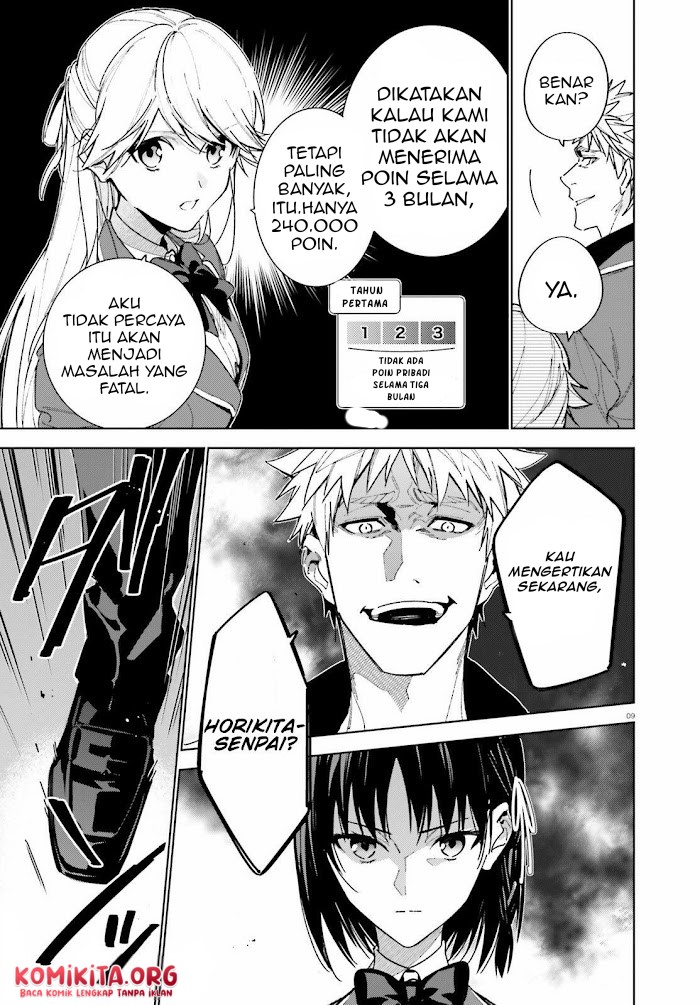 BENAR
KAN?
YA.
DIKATAKAN
KALAU KAMI
TIDAK AKAN
MENERIMA
POIN SELAMA
3 BULAN,
TETAPI
PALING
BANYAK,
ITU.HANYA
240.000
POIN.
TAHUN
PERTAMA
1 2 3
TIDAK ADA
POIN PRIBADI
SELAMA TIGA
BULAN
AKU
TIDAK PERCAYA
ITU AKAN
MENJADI
MASALAH YANG
FATAL.
KAU
MENGERTIKAN
SEKARANG,
HORIKITA-
SENPAI?
09
KOMIKITA.ORG
BACA KOMIK LENGKAP TANPA IKLAN